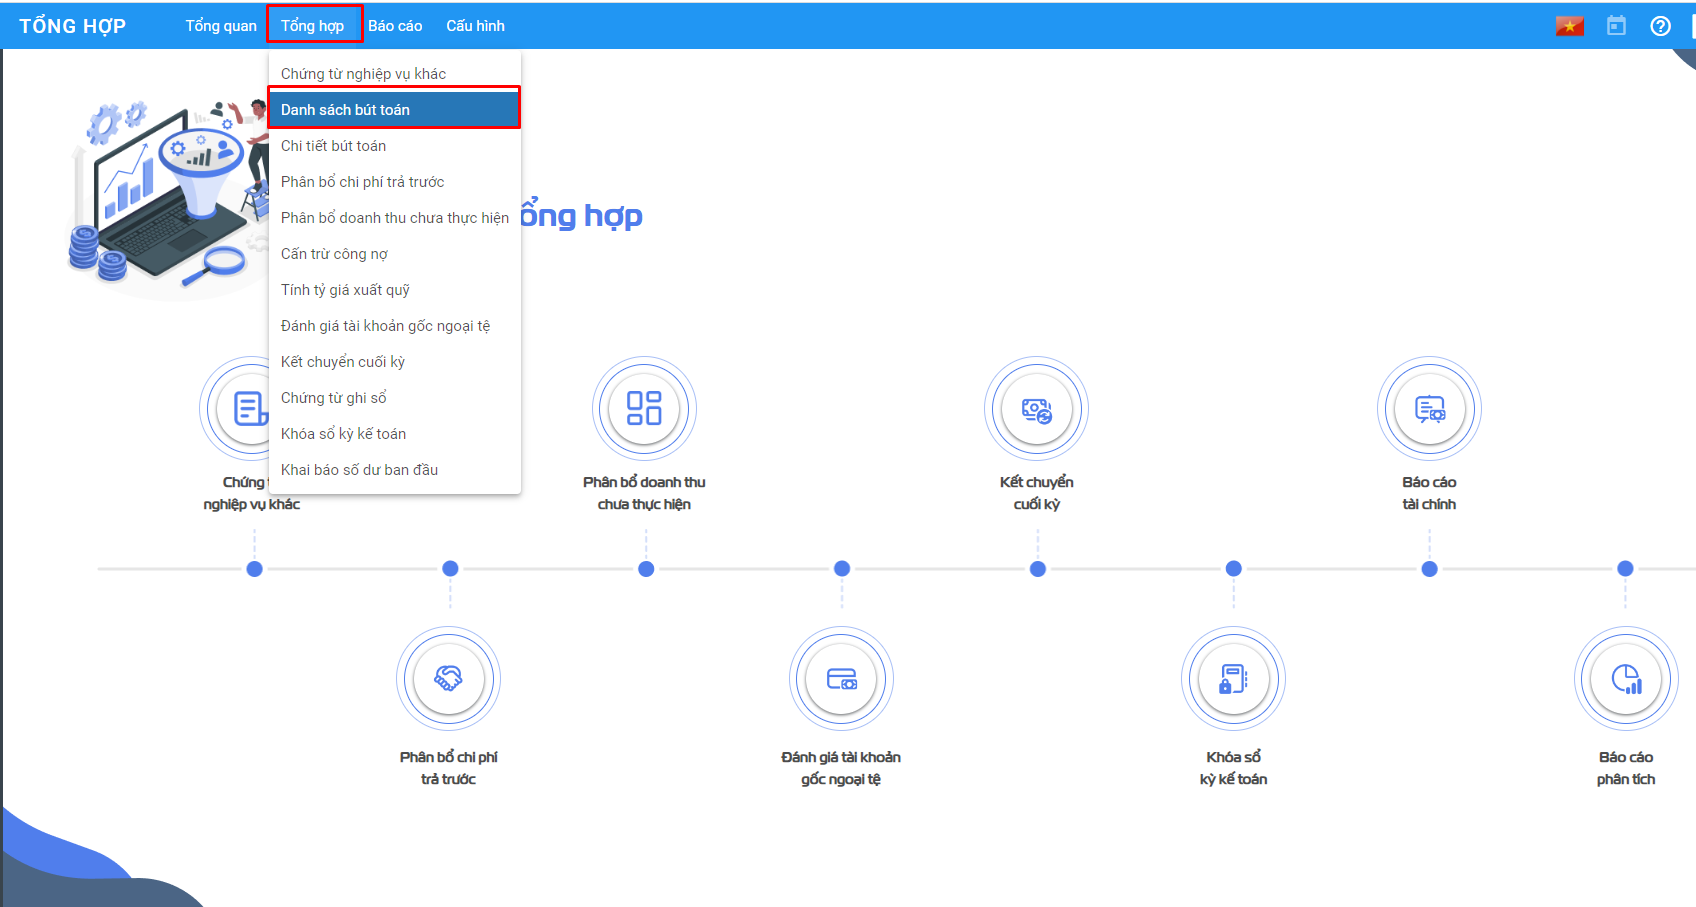 TỔNG HỢP
Tổng quan
Tổng hợp
Báo cáo
Cấu hình
Chứng từ nghiệp vụ khác
Danh sách bút toán
Chi tiết bút toán
Phân bổ chi phí trả trước
Phân bổ doanh thu chưa thực hiện
Cấn trừ công nợ
Tính tỷ giá xuất quỹ
Đánh giá tài khoản gốc ngoại tệ
Kết chuyển cuối kỳ
Chứng từ ghi sổ
Khóa sổ kỳ kế toán
Khai báo số dư ban đầu
ổng hợp
Chứng
nghiệp vụ khác
Phân bổ doanh thu
chưa thực hiện
Kết chuyển
cuối kỳ
Báo cáo
tài chính
Phân bổ chi phí
trả trước
Đánh giá tài khoản
gốc ngoại tệ
Khóa sổ
kỳ kế toán
Báo cáo
phân tích